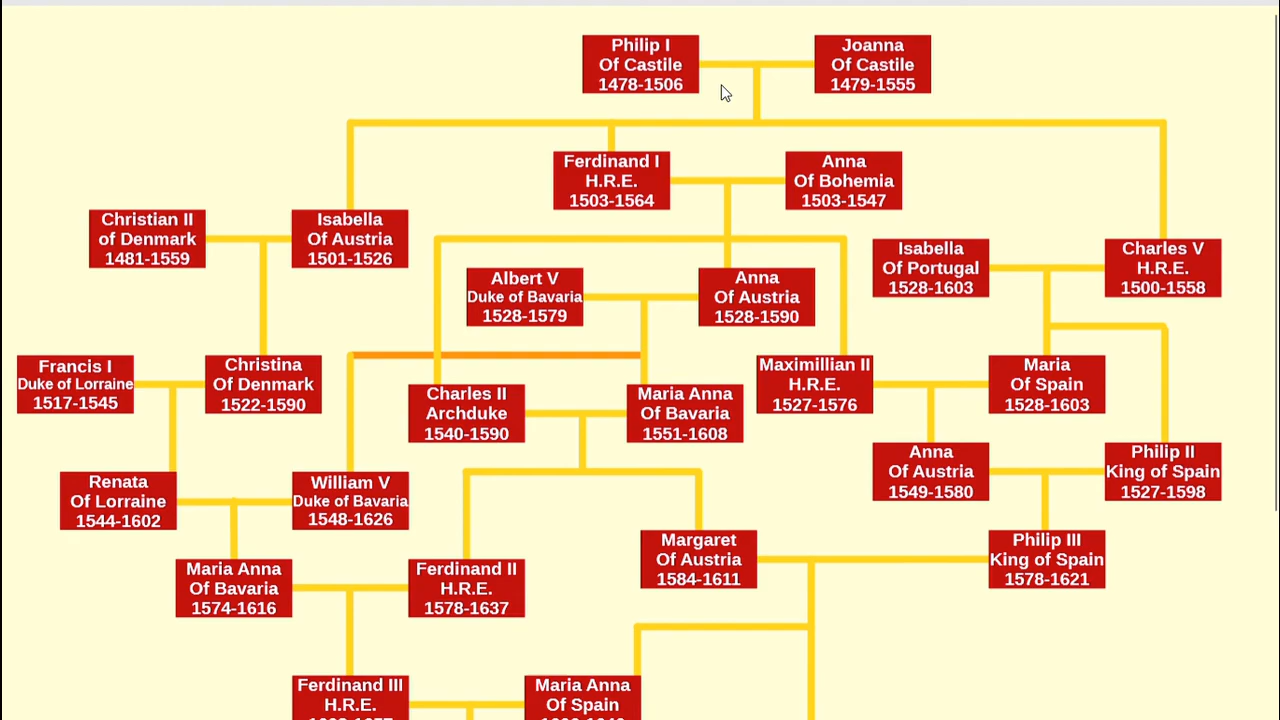 Philip I
Of Castile
1478-1506
Joanna
Of Castile
1479-1555
Ferdinand I
H.R.E.
1503-1564
Anna
Of Bohemia
1503-1547
Christian II
of Denmark
1481-1559
Isabella
Of Austria
1501-1526
Isabella
Of Portugal
1528-1603
Charles V
H.R.E.
1500-1558
Albert V
Duke of Bavaria
1528-1579
Anna
Of Austria
1528-1590
Francis I
Duke of Lorraine
1517-1545
Christina
Of Denmark
1522-1590
Charles II
Archduke
1540-1590
Maria Anna
Of Bavaria
1551-1608
Maximillian II
H.R.E.
1527-1576
Maria
Of Spain
1528-1603
Anna
Of Austria
1549-1580
Philip II
King of Spain
1527-1598
Renata
Of Lorraine
1544-1602
William V
Duke of Bavaria
1548-1626
Margaret
Of Austria
1584-1611
Philip III
King of Spain
1578-1621
Maria Anna
Of Bavaria
1574-1616
Ferdinand II
H.R.E.
1578-1637
Ferdinand III
H.R.E.
Maria Anna
Of Spain